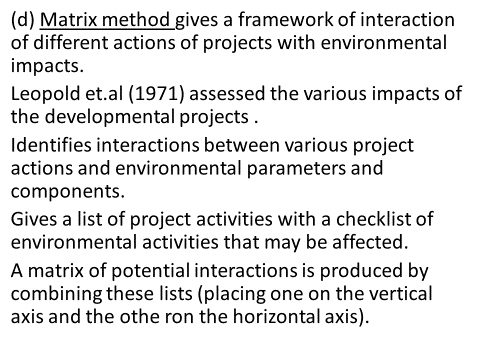 (d) Matrix method gives a framework of interaction
of different actions of projects with environmental
impacts.
Leopold et.al (1971) assessed the various impacts of
the developmental projects .
Identifies interactions between various project
actions and environmental parameters and
components.
Gives a list of project activities with a checklist of
environmental activities that may be affected.
A matrix of potential interactions is produced by
combining these lists (placing one on the vertical
axis and the othe ron the horizontal axis).